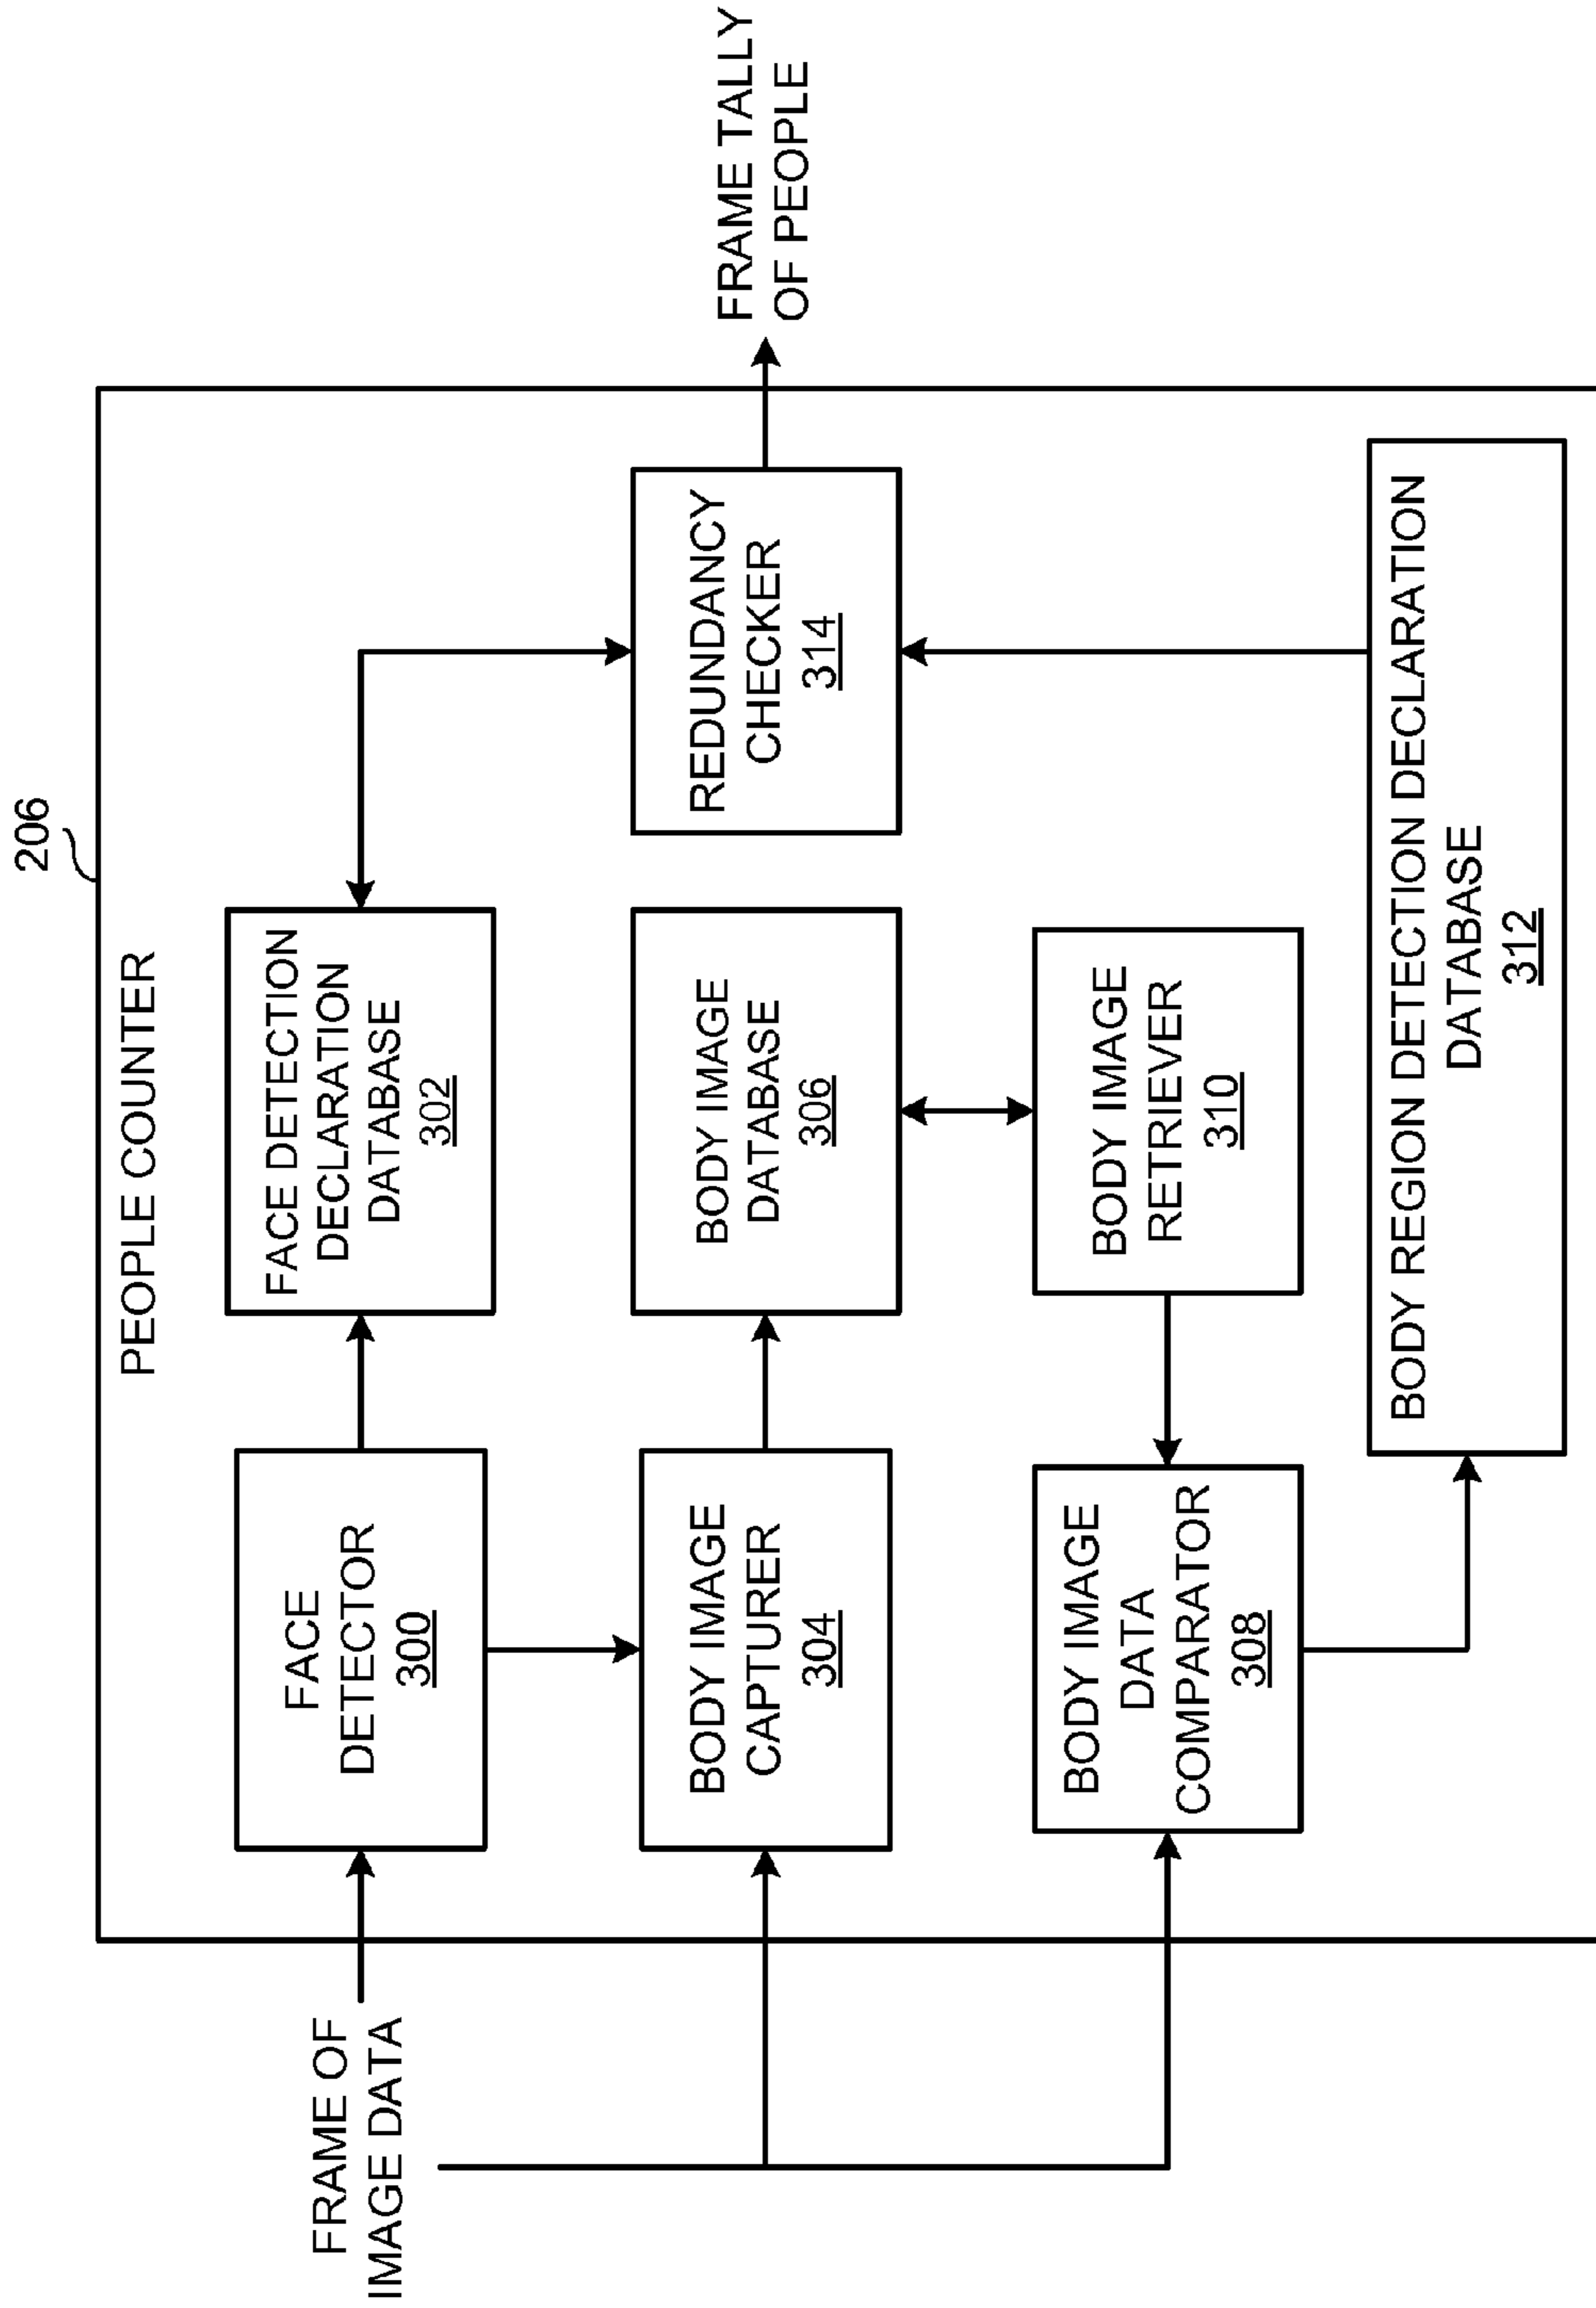 206
PEOPLE COUNTER
FRAME OF
IMAGE DATA
FACE
DETECTOR
300
FACE DETECTION
DECLARATION
DATABASE
302
BODY IMAGE
CAPTURER
304
BODY IMAGE
DATABASE
306
REDUNDANCY
CHECKER
314
FRAME TALLY
OF PEOPLE
BODY IMAGE
DATA
COMPARATOR
308
BODY IMAGE
RETRIEVER
310
BODY REGION DETECTION DECLARATION
DATABASE
312